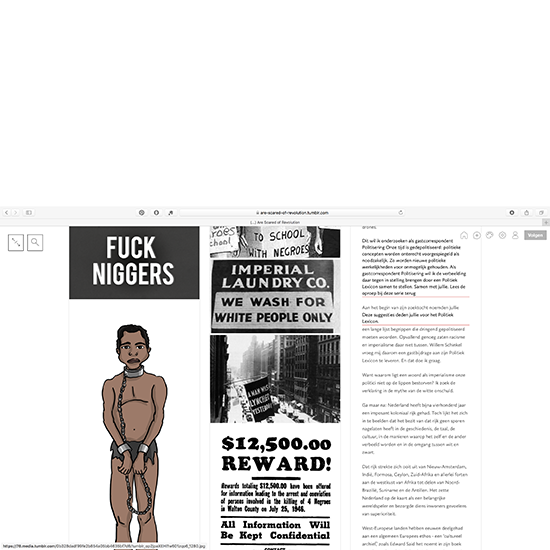 are-scared-of-revolution.tumblr.com
(...) Are Scared of Revolution
Volgen
FUCK
NIGGERS
TO SCHOOL
WITH NEGROES
IMPERIAL
LAUNDRY CO.
WE WASH FOR
WHITE PEOPLE ONLY
A MAN WAS
LYNCHED
YESTERDAY
$12,500.00
REWARD!
Rewards totaling $12,500.00 have been offered
for information leading to the arrest and conviction
of persons involved in the killing of 4 Negroes
in Walton County on July 25, 1946.
All Information Will
Be Kept Confidential
CONTACT
Dit wil ik onderzoeken als gastcorrespondent
Politisering: Onze tijd is gedepolitiseerd: politieke
concepten worden onterecht voorgespiegeld als
noodzakelijk. Zo worden nieuwe politieke
werkelijkheden voor onmogelijk gehouden. Als
gastcorrespondent Politisering wil ik de verbeelding
daar tegen in stelling brengen door een Politiek
Lexicon samen te stellen. Samen met jullie. Lees de
oproep bij deze serie terug
Aan het begin van zijn zoektocht noemden jullie
Deze suggesties deden jullie voor het Politiek
Lexicon.
een lange lijst begrippen die dringend gepolitiseerd
moeten worden. Opvallend genoeg zaten racisme
en imperialisme daar niet tussen. Willem Schinkel
vroeg mij, daarom een gastbijdrage aan zijn Politiek
Lexicon te leveren. En dat doe ik graag.
Want waarom ligt een woord als imperialisme onze
politici niet op de lippen bestorven? Ik zoek de
verklaring in de mythe van de witte onschuld.
Ga maar na: Nederland heeft bijna vierhonderd jaar
een imposant koloniaal rijk gehad. Toch lijkt het zich
in te beelden dat het bezit van dat rijk geen sporen
nagelaten heeft in de geschiedenis, de taal, de
cultuur, in de manieren waarop het zelf en de ander
verbeeld worden en in de omgang tussen wit en
zwart.
Dat rijk strekte zich ooit uit van Nieuw-Amsterdam,
Indië, Formosa, Ceylon, Zuid-Afrika en allerlei forten
aan de westkust van Afrika tot delen van Noord-
Brazilië, Suriname en de Antillen. Het zette
Nederland op de kaart als een belangrijke
wereldspeler en bezorgde diens inwoners gevoelens
van superioriteit.
West-Europese landen hebben eeuwen destijgehad
aan een algemene Europees ethos - een 'cultureel
archief', zoals Edward Said het noemt in zijn boek